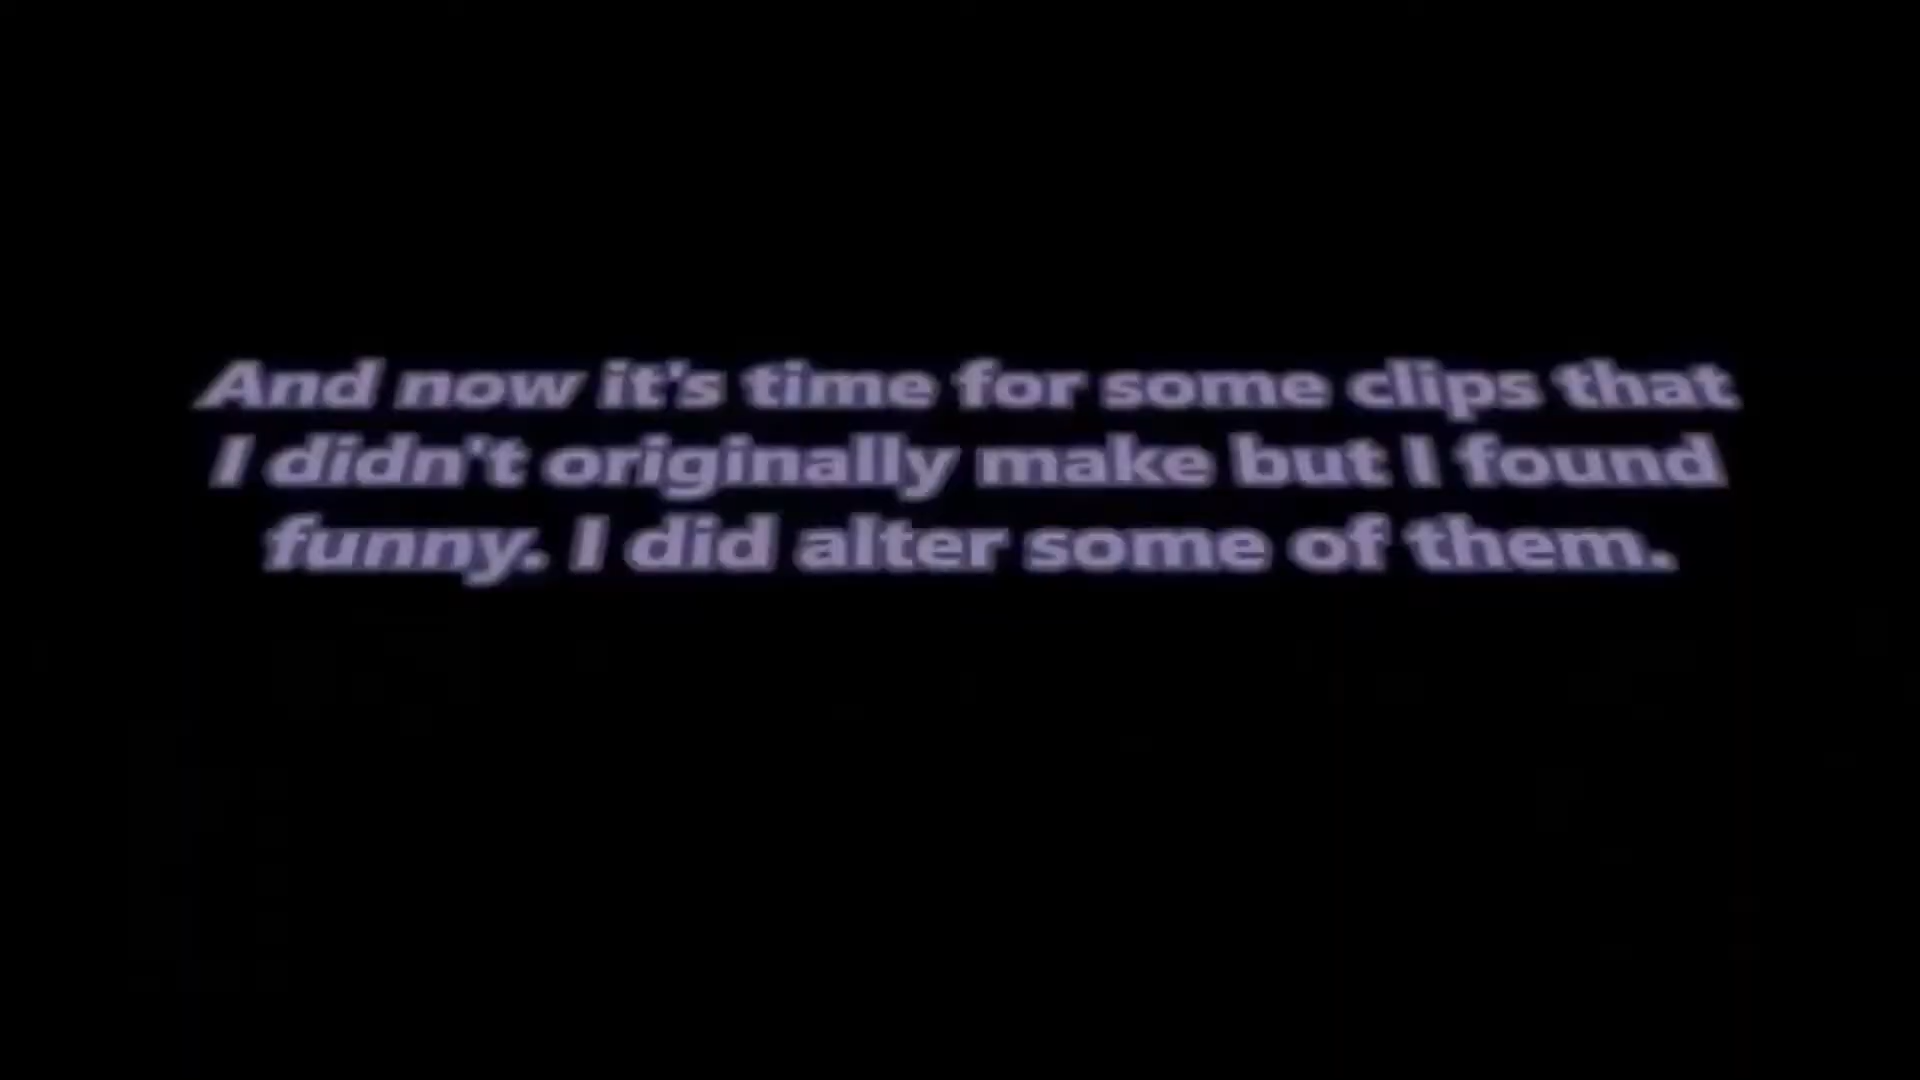 And now it's time for some clips that
I didn't originally make but I found
funny. I did alter some of them.